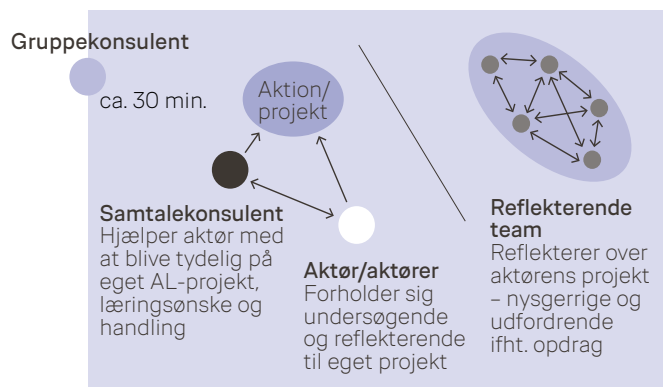 Gruppekonsulent
ca. 30 min.
Aktion/
projekt
Samtalekonsulent
Hjælper aktør med
at blive tydelig på
eget AL-projekt,
læringsønske og
handling
Aktør/aktører
Forholder sig
undersøgende
og reflekterende
til eget projekt
Reflekterende
team
Reflekterer over
aktørens projekt
– nysgerrige og
udfordrende
ifht. opdrag